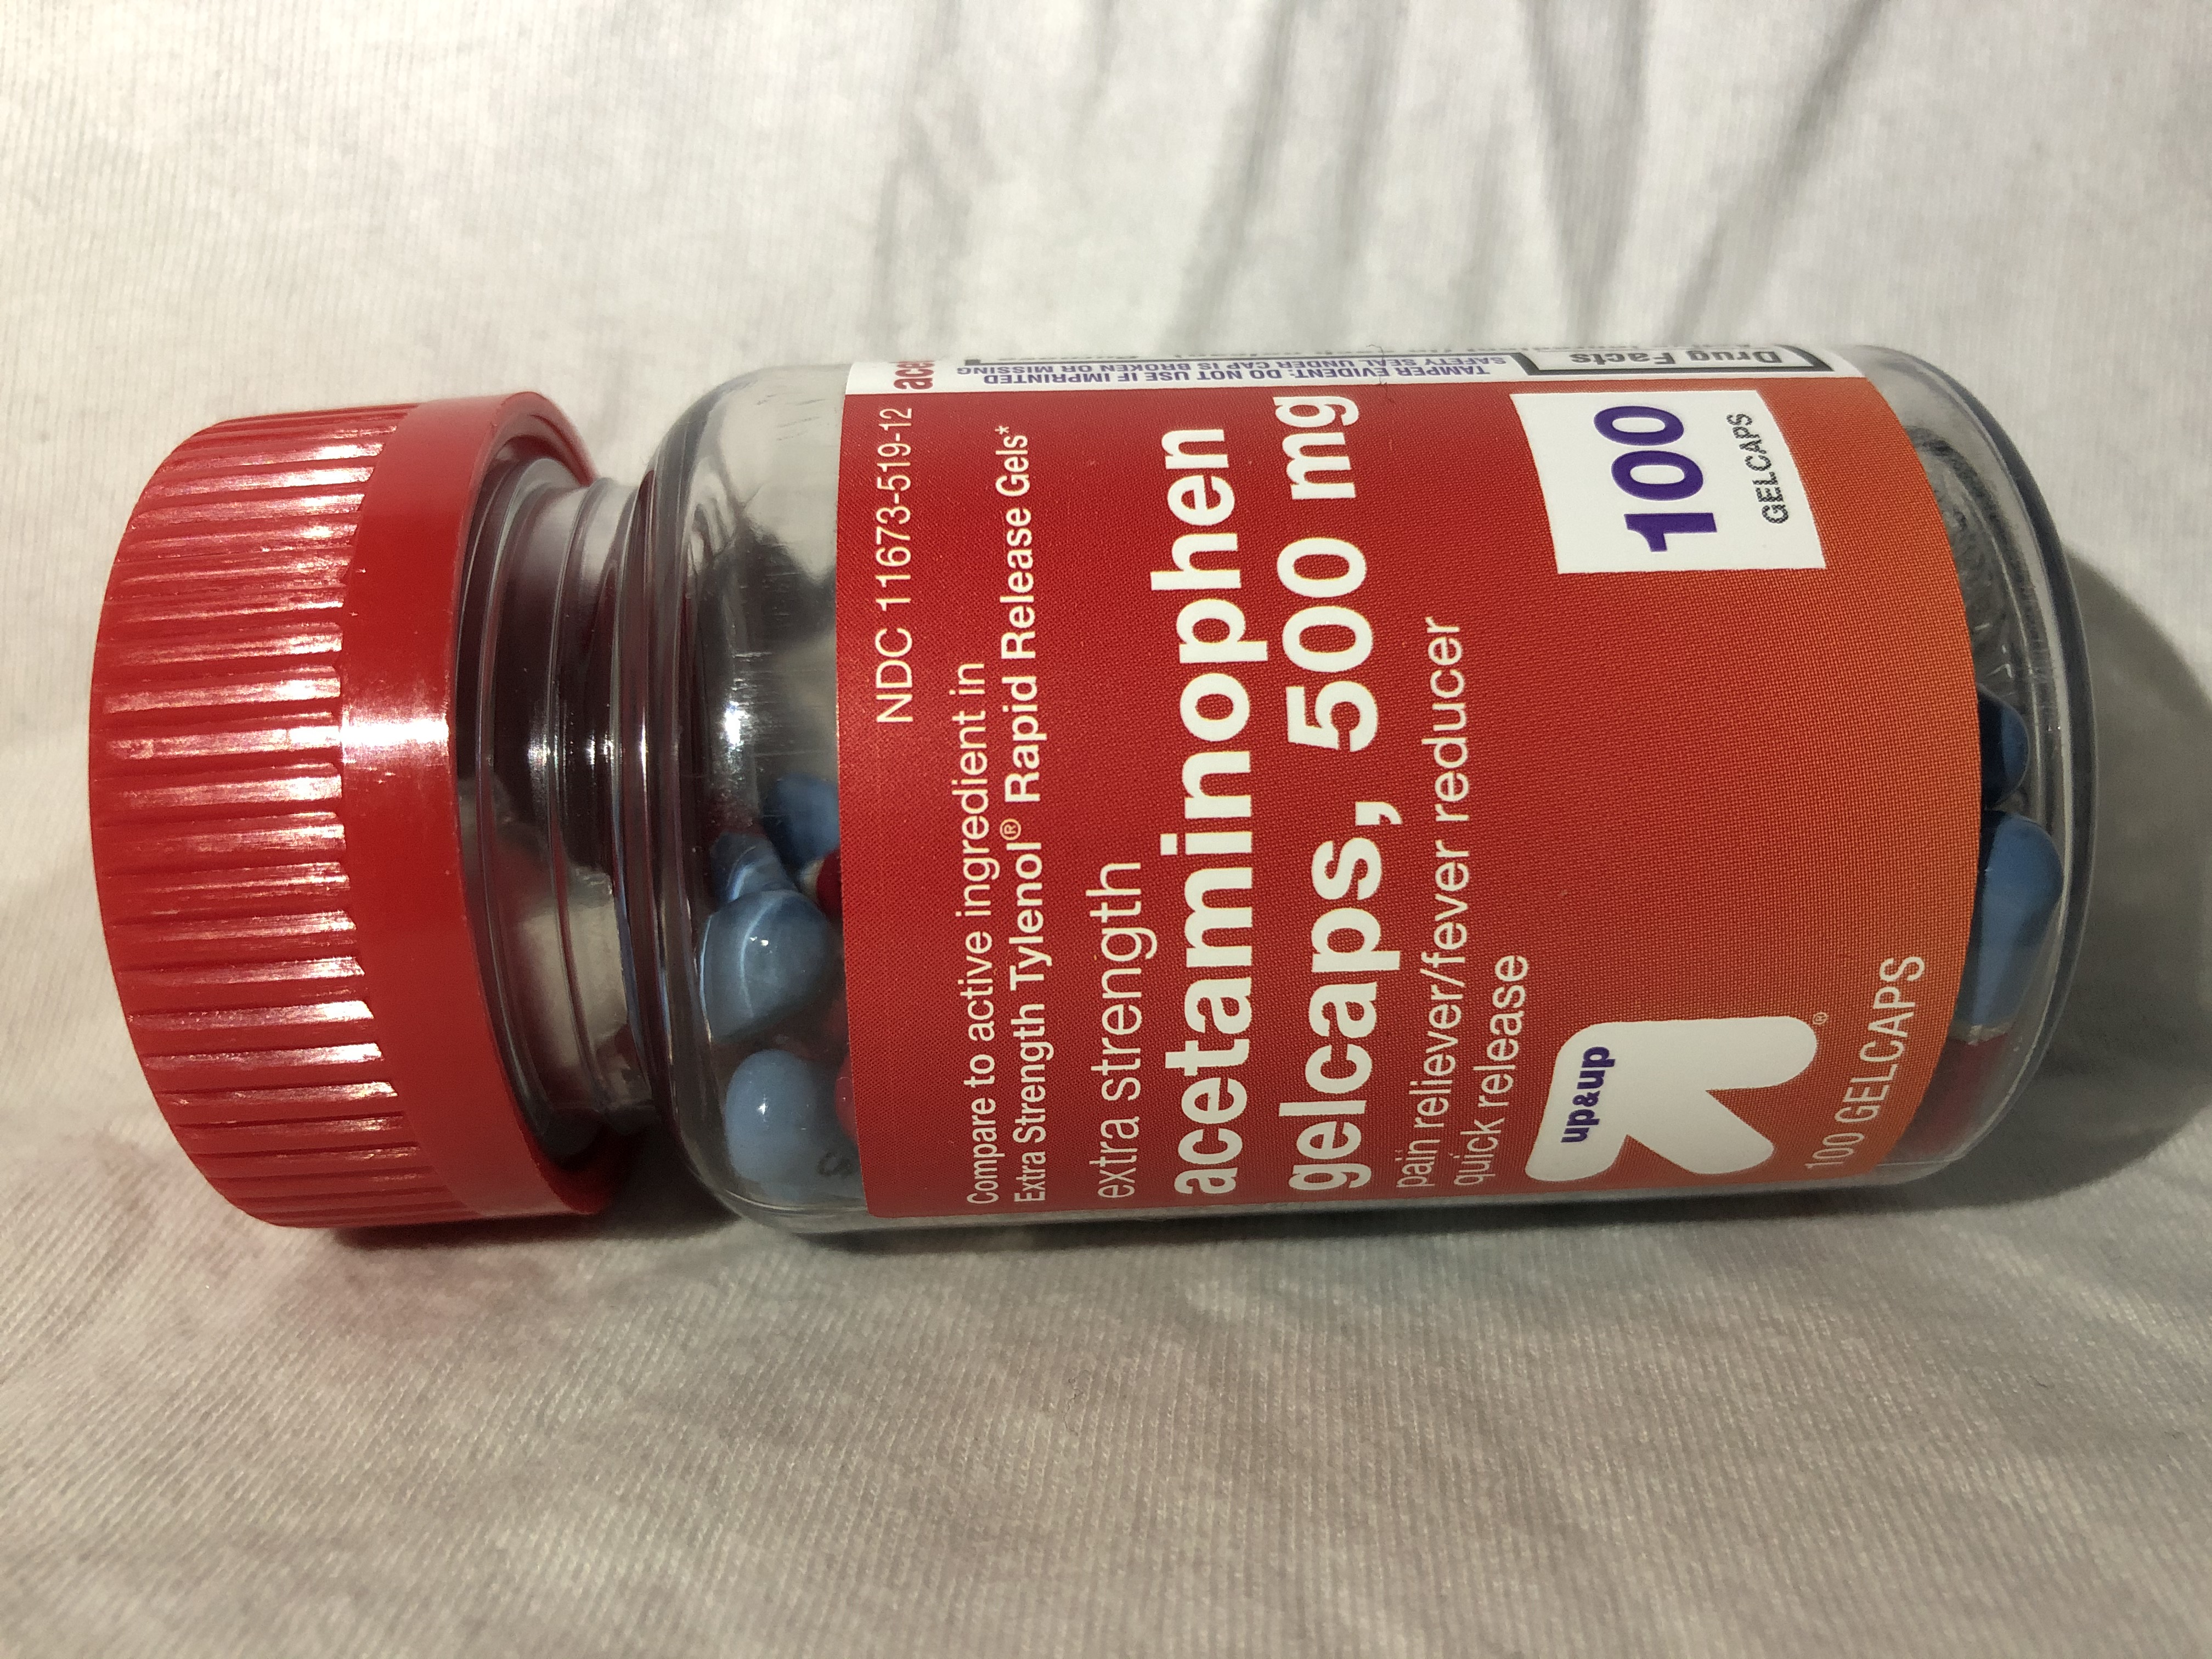 NDC 11673-519-12
Compare to active ingredient in
Extra Strength Tylenol® Rapid Release Gels*
extra strength
acetaminophen
gelcaps, 500 mg
pain reliever/fever reducer
quick release
up&up®
100
GELCAPS
100 GELCAPS
ace
TAMPER EVIDENT: DO NOT USE IF IMPRINTED
SAFETY SEAL UNDER CAP IS BROKEN OR MISSING
Drug Facts